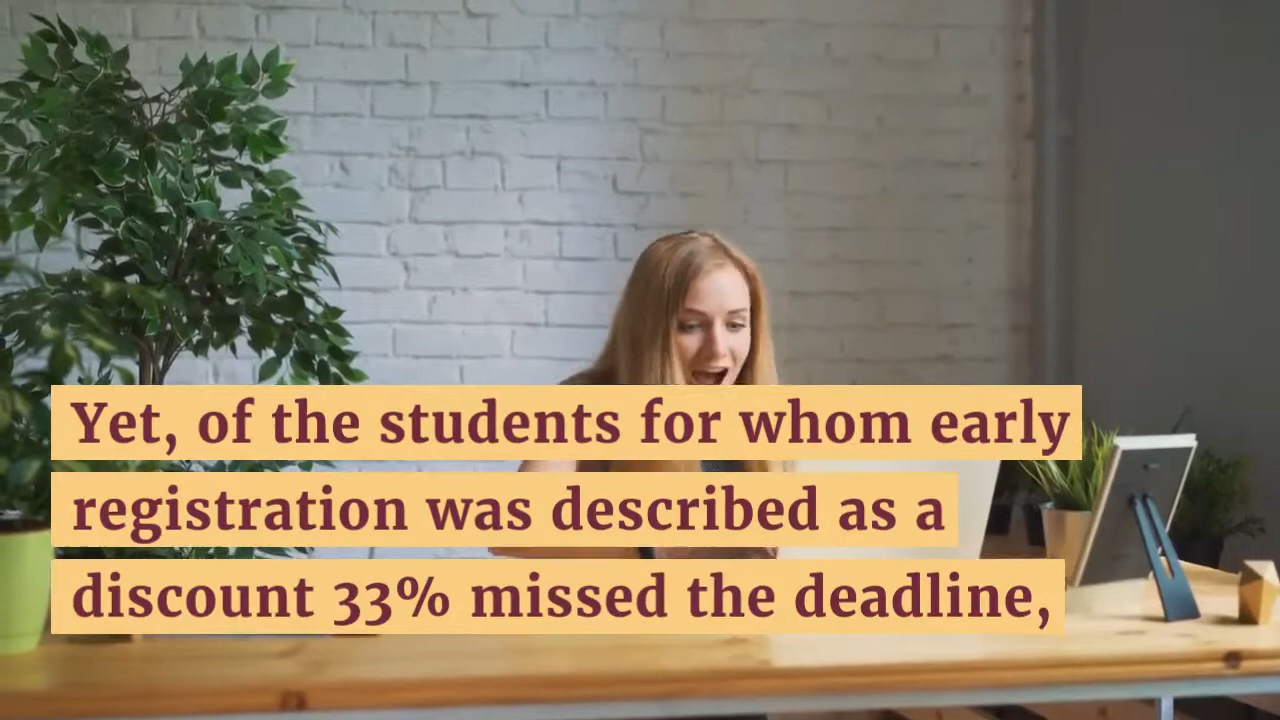 Yet, of the students for whom early
registration was described as a
discount 33% missed the deadline,